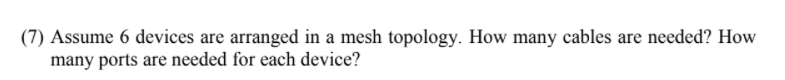 (7) Assume 6 devices are arranged in a mesh topology. How many cables are needed? How
many ports are needed for each device?